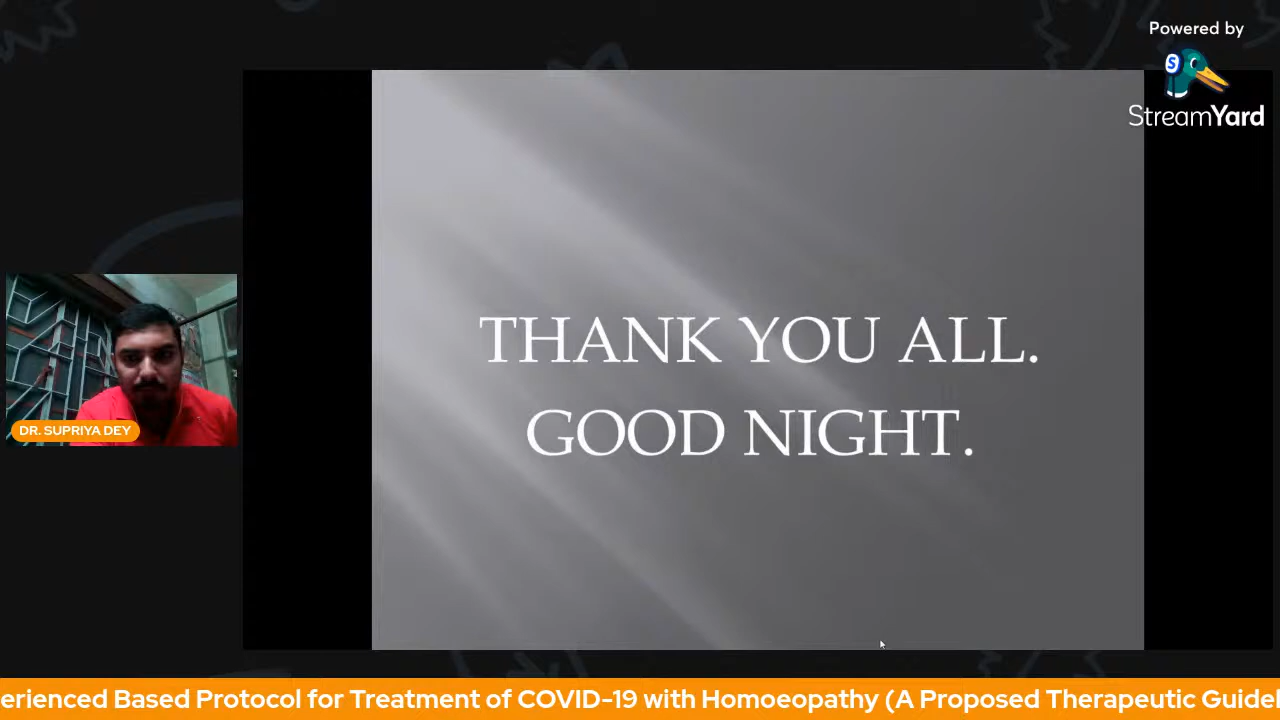 Powered by
StreamYard
THANK YOU ALL.
GOOD NIGHT.
DR. SUPRIYA DEY
erienced Based Protocol for Treatment of COVID-19 with Homoeopathy (A Proposed Therapeutic Guidel